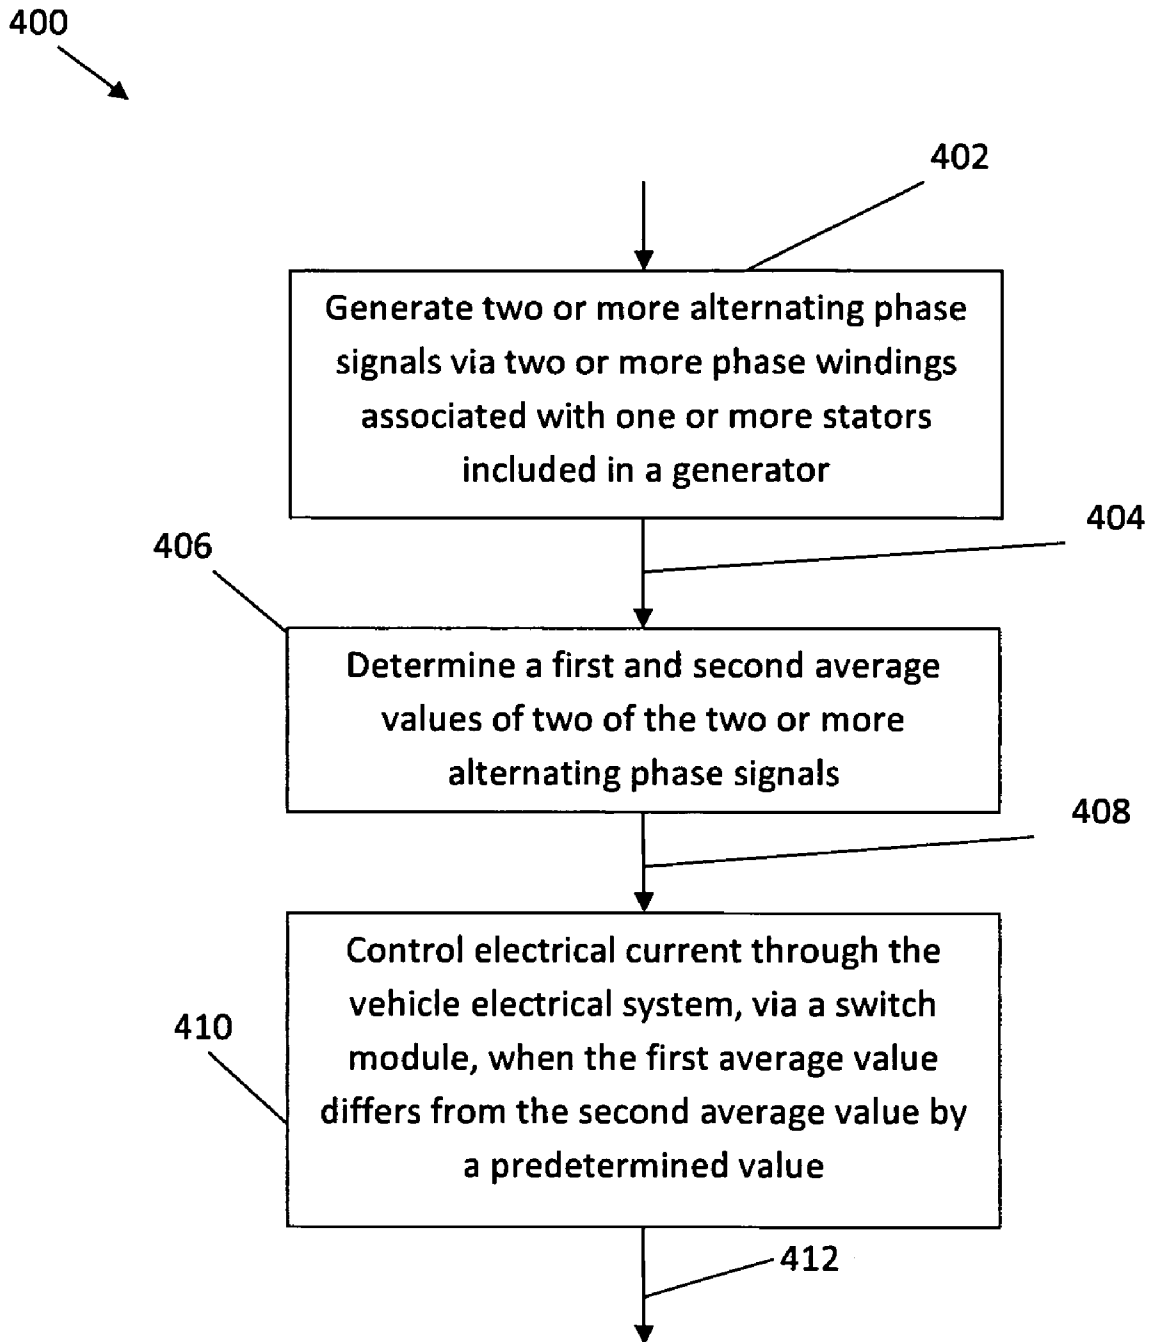 400
402
Generate two or more alternating phase
signals via two or more phase windings
associated with one or more stators
included in a generator
404
406
Determine a first and second average
values of two of the two or more
alternating phase signals
408
Control electrical current through the
vehicle electrical system, via a switch
module, when the first average value
differs from the second average value by
a predetermined value
410
412